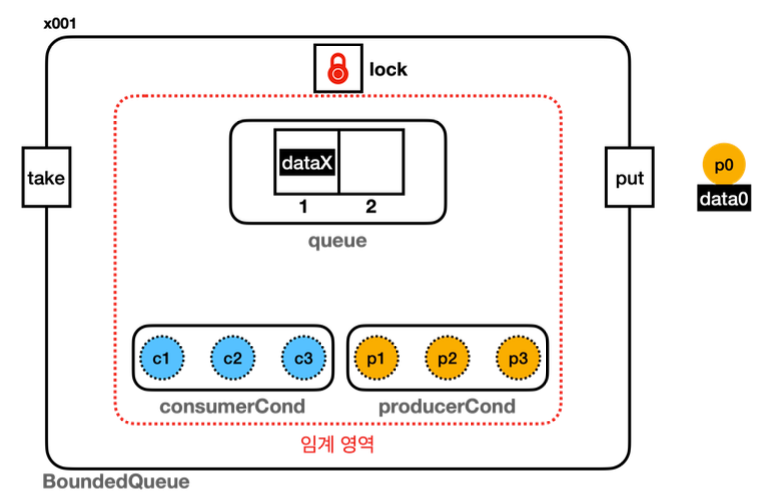 x001
lock
take
dataX
1 2
queue
put
p0
data0
c1 c2 c3
p1 p2 p3
consumerCond
producerCond
임계 영역
BoundedQueue